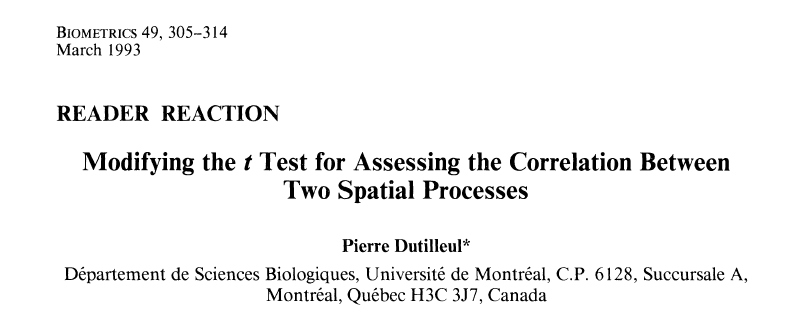 BIOMETRICS 49, 305–314
March 1993
READER REACTION
Modifying the t Test for Assessing the Correlation Between
Two Spatial Processes
Pierre Dutilleul*
Département de Sciences Biologiques, Université de Montréal, C.P. 6128, Succursale A,
Montréal, Québec H3C 3J7, Canada